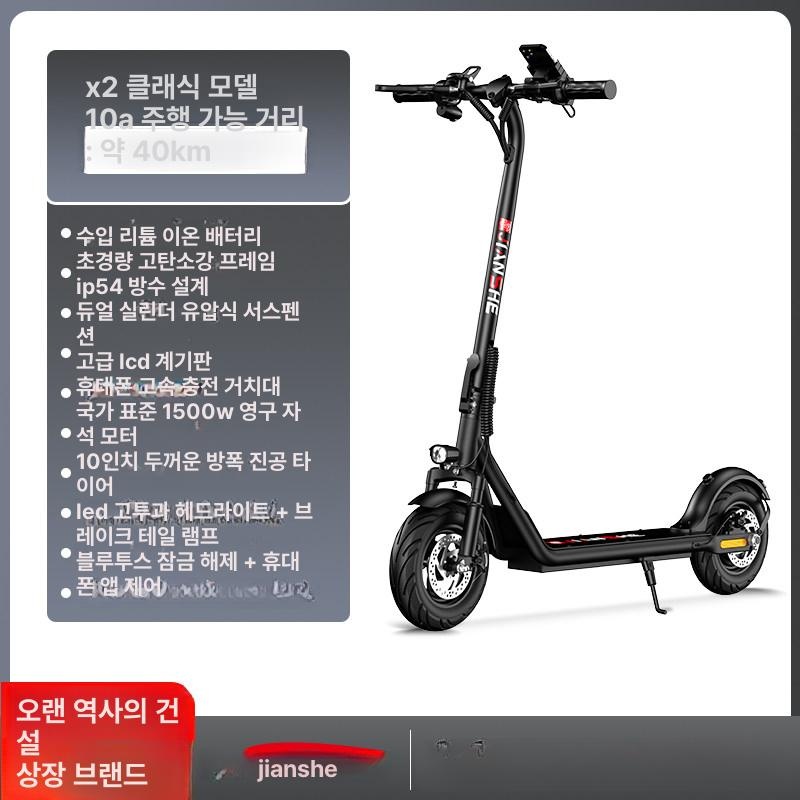 x2 클래식 모델
10a 주행 가능 거리
: 약 40km
수입 리튬 이온 배터리
초경량 고탄소강 프레임
ip54 방수 설계
듀얼 실린더 유압식 서스펜
션
고급 lcd 계기판
휴대폰 고속 충전 거치대
국가 표준 1500w 영구 자
석 모터
10인치 두꺼운 방폭 진공 타
이어
led 고투과 헤드라이트 + 브
레이크 테일 램프
블루투스 잠금 해제 + 휴대
폰 앱 제어
JIANSHE
오랜 역사의 건
설
상장 브랜드
jianshe